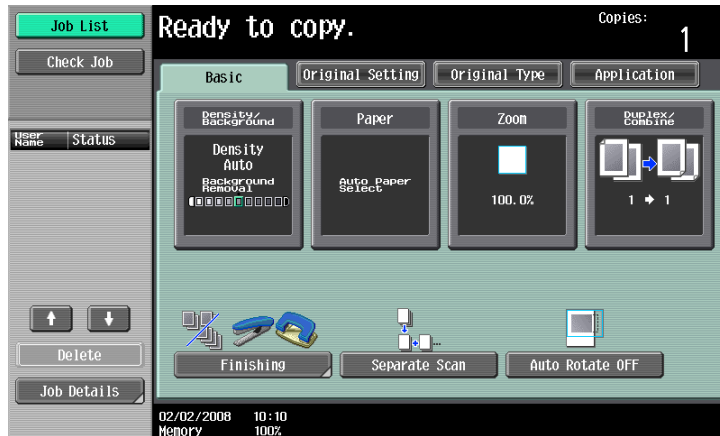 Job List
Check Job
User Name
Status
Delete
Job Details
Ready to copy.
Copies:
1
Basic
Original Setting
Original Type
Application
Density/
Background
Density
Auto
Background
Removal
Paper
Auto Paper
Select
Zoom
100.0%
Duplex/
Combine
1 → 1
Finishing
Separate Scan
Auto Rotate OFF
02/02/2008 10:10
Memory 100%